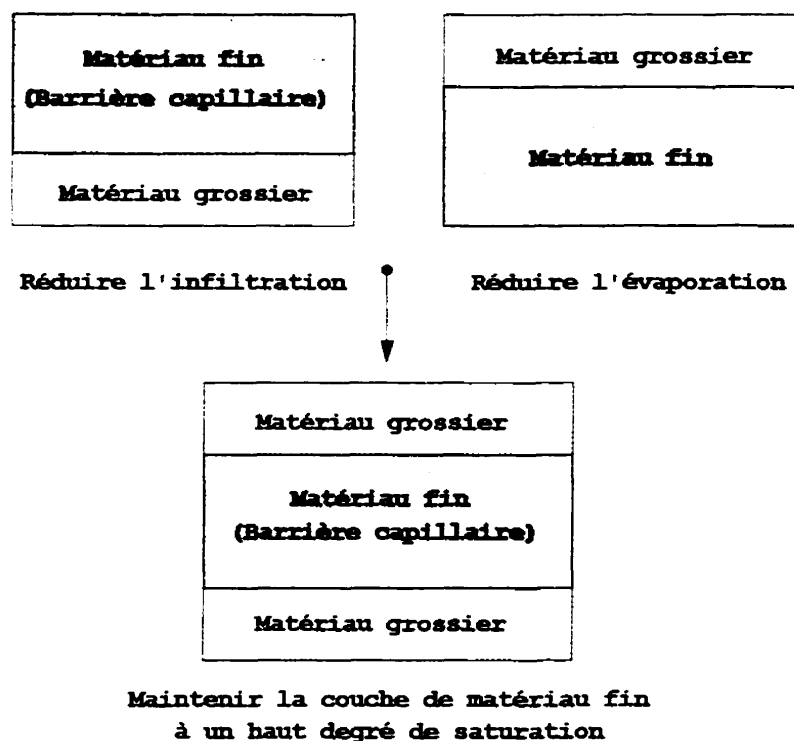 Matériau fin
(Barrière capillaire)
Matériau grossier
Réduire l'infiltration
Matériau grossier
Matériau fin
Réduire l'évaporation
Matériau grossier
Matériau fin
(Barrière capillaire)
Matériau grossier
Maintenir la couche de matériau fin
à un haut degré de saturation